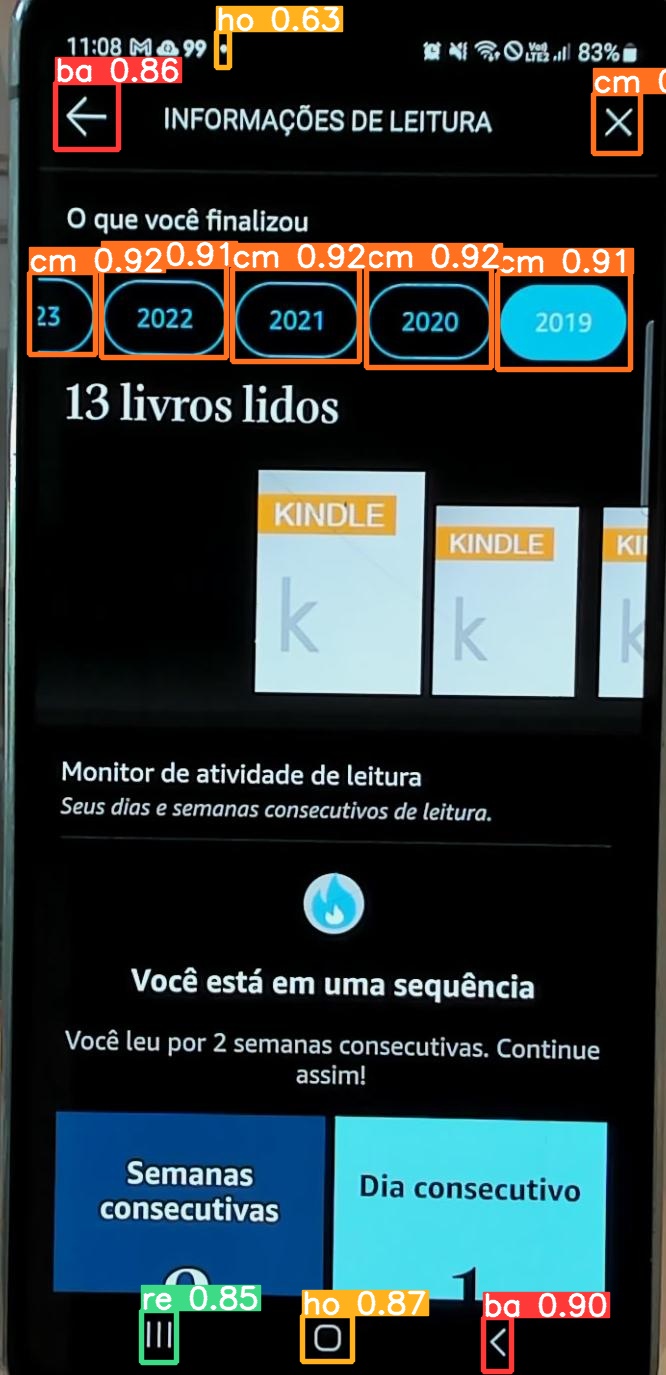 ho 0.63
11:08 99 Vo) LTE2 83%
ba 0.86
cm 0
INFORMAÇÕES DE LEITURA
O que você finalizou
cm 0.92 0.91 cm 0.92 cm 0.92 cm 0.91
23 2022 2021 2020 2019
13 livros lidos
KINDLE KINDLE KI
k k k
Monitor de atividade de leitura
Seus dias e semanas consecutivos de leitura.
Você está em uma sequência
Você leu por 2 semanas consecutivas. Continue
assim!
Semanas
consecutivas
Dia consecutivo
1
re 0.85 ho 0.87 ba 0.90